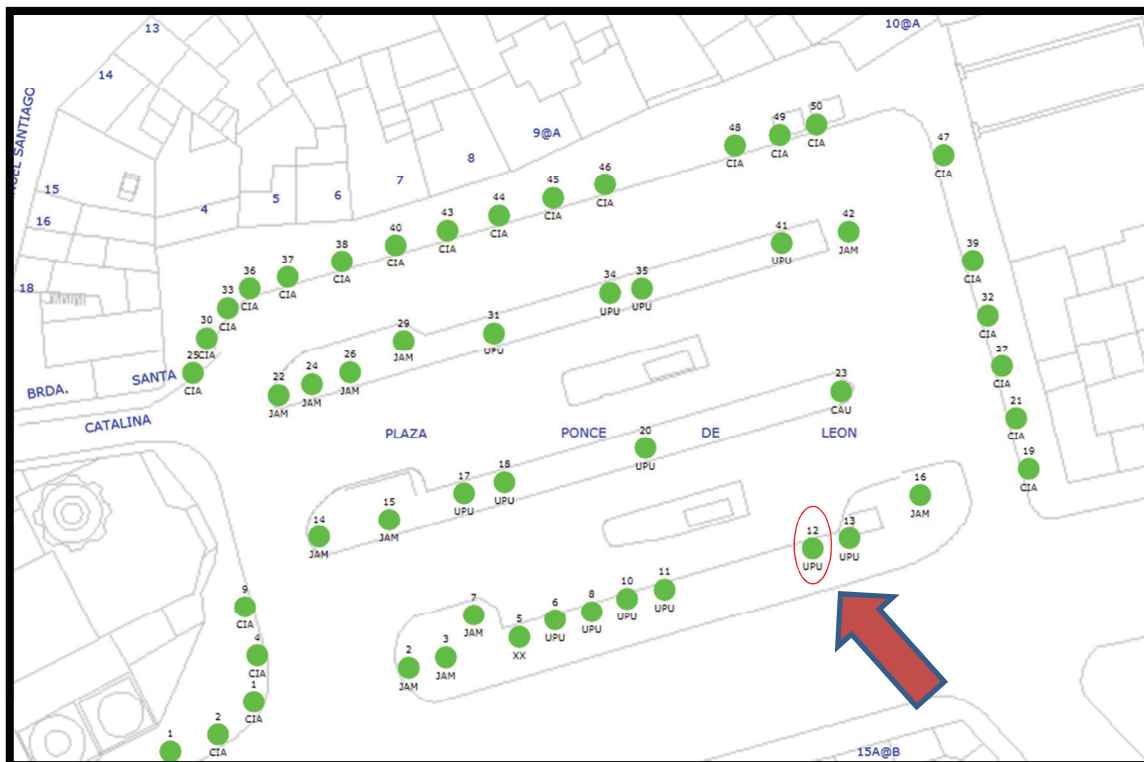 13
10@A
14
ANGEL SANTIAGO
9@A
8
7
6
5
4
15
16
18
50
49
48
47
CIA
CIA
CIA
CIA
46
45
44
43
40
38
37
36
33
30
25
CIA
CIA
CIA
CIA
CIA
CIA
CIA
CIA
CIA
CIA
CIA
42
41
JAM
UPU
35
34
UPU
UPU
31
UPU
29
JAM
26
JAM
24
JAM
22
JAM
39
CIA
32
CIA
27
CIA
21
CIA
19
CIA
BRDA. SANTA
CATALINA
PLAZA PONCE DE LEON
23
CAU
20
UPU
18
UPU
17
UPU
15
JAM
14
JAM
16
JAM
13
UPU
12
UPU
11
UPU
10
UPU
8
UPU
6
UPU
5
XX
7
JAM
3
JAM
2
JAM
9
CIA
4
CIA
1
CIA
2
CIA
1
15A@B